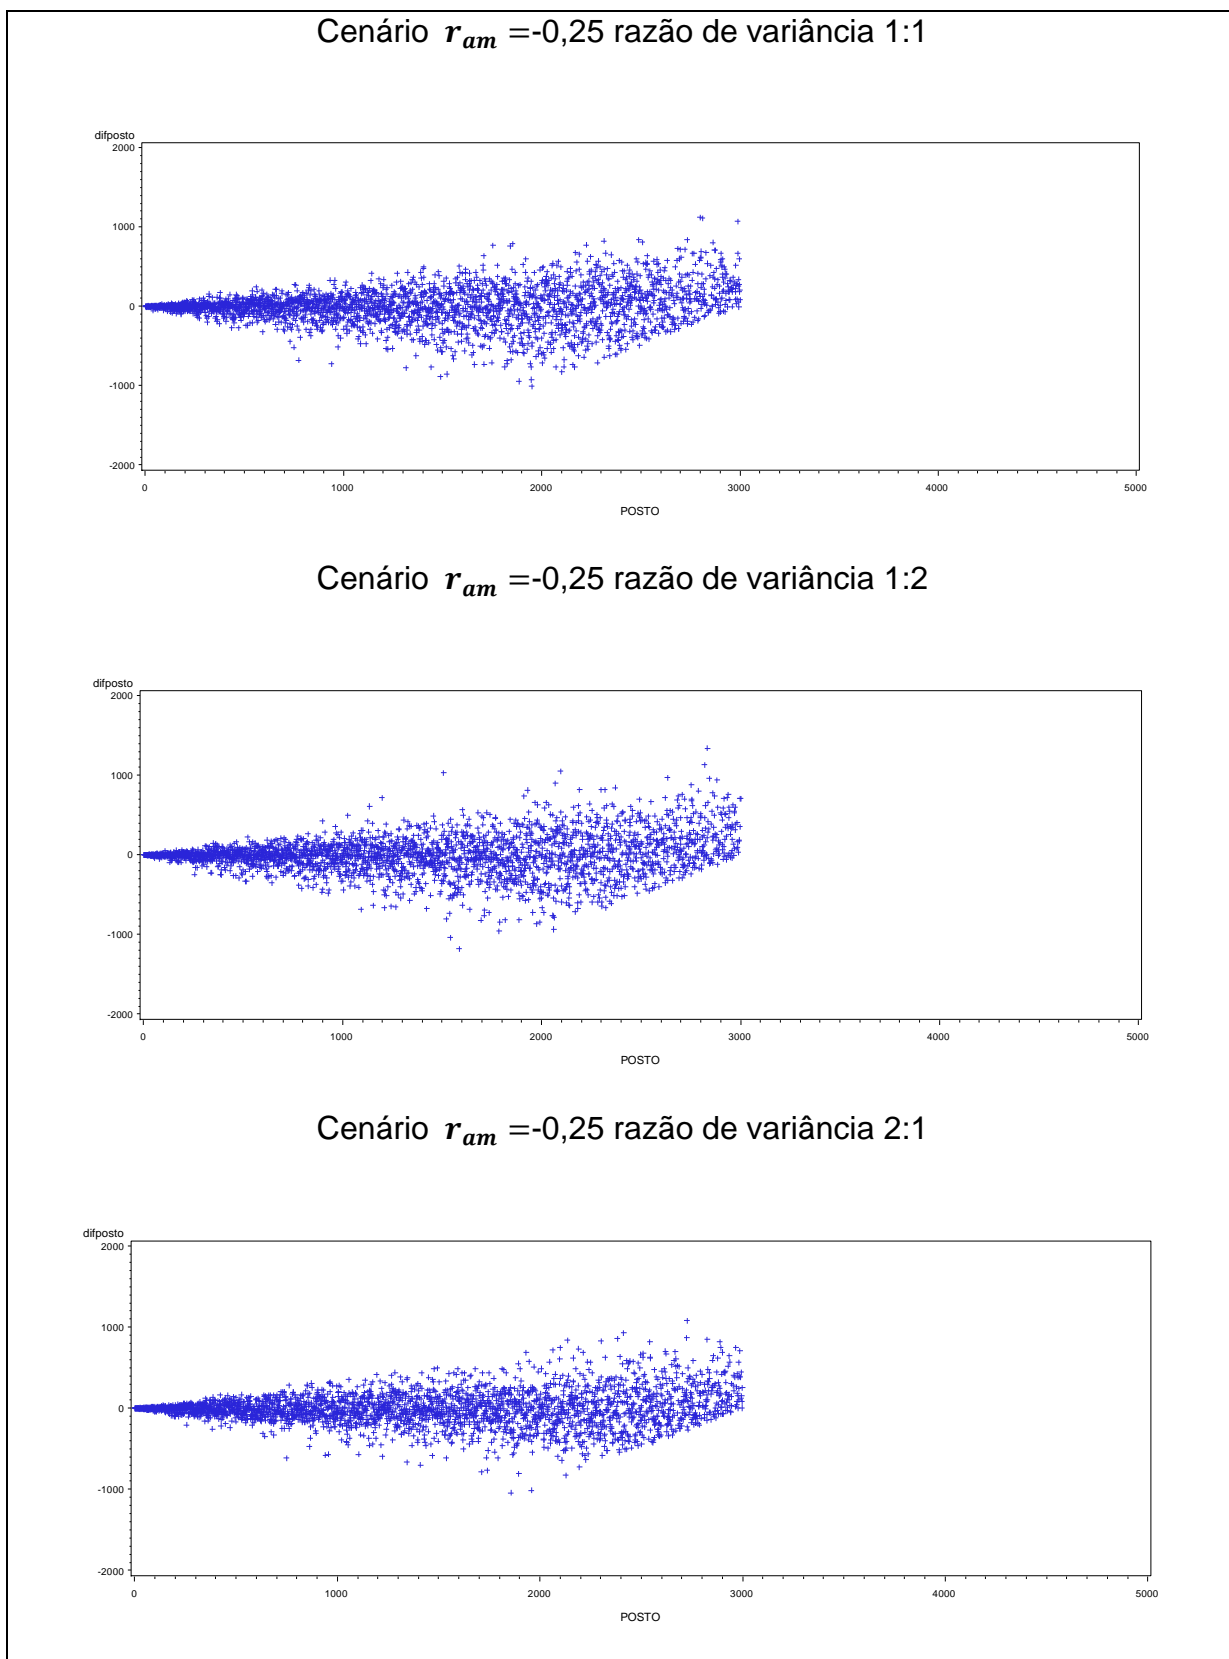 Cenário r_am =-0,25 razão de variância 1:1
difposto
2000
1000
0
-1000
-2000
0 1000 2000 3000 4000 5000
POSTO
Cenário r_am =-0,25 razão de variância 1:2
difposto
2000
1000
0
-1000
-2000
0 1000 2000 3000 4000 5000
POSTO
Cenário r_am =-0,25 razão de variância 2:1
difposto
2000
1000
0
-1000
-2000
0 1000 2000 3000 4000 5000
POSTO